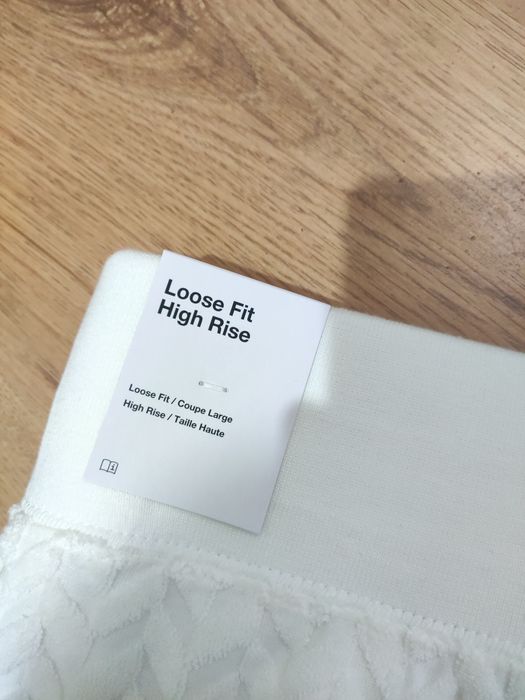 Loose Fit
High Rise
Loose Fit / Coupe Large
High Rise / Taille Haute